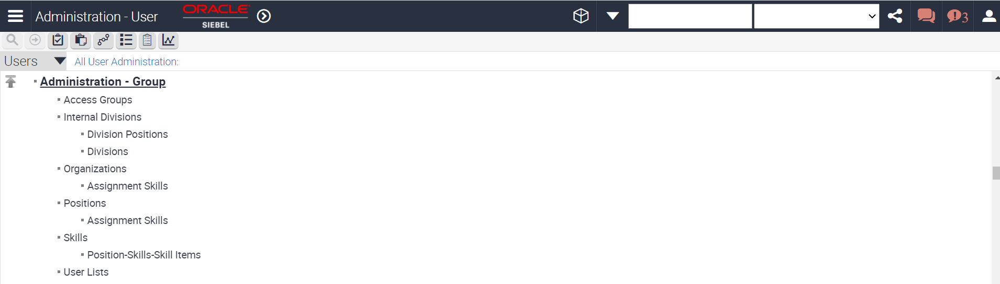 Administration - User
ORACLE
SIEBEL
3
Users
All User Administration:
Administration - Group
Access Groups
Internal Divisions
Division Positions
Divisions
Organizations
Assignment Skills
Positions
Assignment Skills
Skills
Position-Skills-Skill Items
User Lists